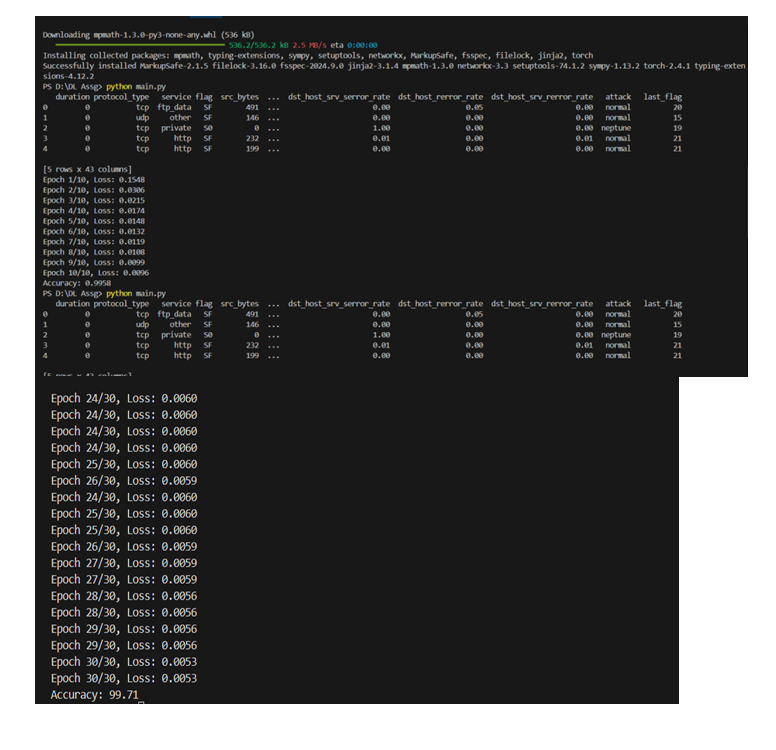 Downloading mpmath-1.3.0-py3-none-any.whl (536 kB)
536.2/536.2 kB 2.5 MB/s eta 0:00:00
Installing collected packages: mpmath, typing-extensions, sympy, setuptools, networkx, MarkupSafe, fsspec, filelock, jinja2, torch
Successfully installed MarkupSafe-2.1.5 filelock-3.16.0 fsspec-2024.9.0 jinja2-3.1.4 mpmath-1.3.0 networkx-3.3 setuptools-74.1.2 sympy-1.13.2 torch-2.4.1 typing-exten
sions-4.12.2
PS D:\DL Assg> python main.py
duration protocol_type service flag src_bytes ... dst_host_srv_serror_rate dst_host_rerror_rate dst_host_srv_rerror_rate attack last_flag
0 0 tcp ftp_data SF 491 ... 0.00 0.05 0.00 normal 20
1 0 udp other SF 146 ... 0.00 0.00 0.00 normal 15
2 0 tcp private S0 0 ... 1.00 0.00 0.00 neptune 19
3 0 tcp http SF 232 ... 0.01 0.00 0.01 normal 21
4 0 tcp http SF 199 ... 0.00 0.00 0.00 normal 21
[5 rows x 43 columns]
Epoch 1/10, Loss: 0.1548
Epoch 2/10, Loss: 0.0306
Epoch 3/10, Loss: 0.0215
Epoch 4/10, Loss: 0.0174
Epoch 5/10, Loss: 0.0148
Epoch 6/10, Loss: 0.0132
Epoch 7/10, Loss: 0.0119
Epoch 8/10, Loss: 0.0108
Epoch 9/10, Loss: 0.0099
Epoch 10/10, Loss: 0.0096
Accuracy: 0.9958
PS D:\DL Assg> python main.py
duration protocol_type service flag src_bytes ... dst_host_srv_serror_rate dst_host_rerror_rate dst_host_srv_rerror_rate attack last_flag
0 0 tcp ftp_data SF 491 ... 0.00 0.05 0.00 normal 20
1 0 udp other SF 146 ... 0.00 0.00 0.00 normal 15
2 0 tcp private S0 0 ... 1.00 0.00 0.00 neptune 19
3 0 tcp http SF 232 ... 0.01 0.00 0.01 normal 21
4 0 tcp http SF 199 ... 0.00 0.00 0.00 normal 21
[5 rows x 43 columns]
Epoch 24/30, Loss: 0.0060
Epoch 24/30, Loss: 0.0060
Epoch 24/30, Loss: 0.0060
Epoch 24/30, Loss: 0.0060
Epoch 25/30, Loss: 0.0060
Epoch 26/30, Loss: 0.0059
Epoch 24/30, Loss: 0.0060
Epoch 25/30, Loss: 0.0060
Epoch 25/30, Loss: 0.0060
Epoch 26/30, Loss: 0.0059
Epoch 27/30, Loss: 0.0059
Epoch 27/30, Loss: 0.0059
Epoch 28/30, Loss: 0.0056
Epoch 28/30, Loss: 0.0056
Epoch 29/30, Loss: 0.0056
Epoch 29/30, Loss: 0.0056
Epoch 30/30, Loss: 0.0053
Epoch 30/30, Loss: 0.0053
Accuracy: 99.71